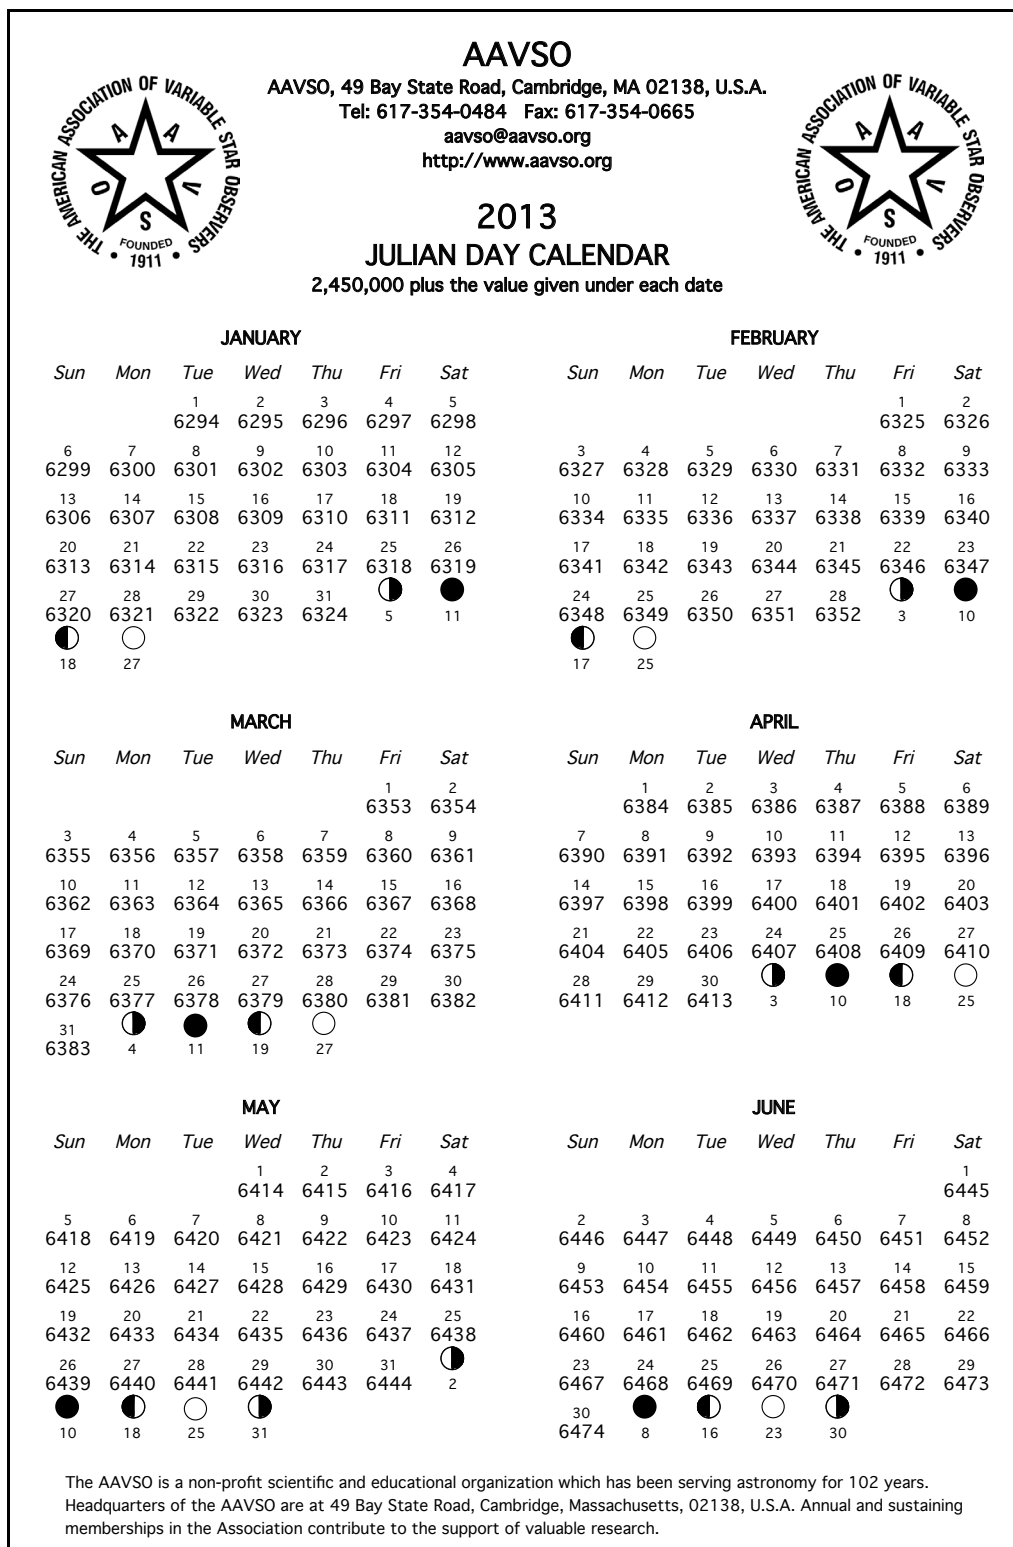 AAVSO
AAVSO, 49 Bay State Road, Cambridge, MA 02138, U.S.A.
Tel: 617-354-0484 Fax: 617-354-0665
aavso@aavso.org
http://www.aavso.org
THE AMERICAN ASSOCIATION OF VARIABLE STAR OBSERVERS
A A V S O
FOUNDED
• 1911 •
THE AMERICAN ASSOCIATION OF VARIABLE STAR OBSERVERS
A A V S O
FOUNDED
• 1911 •
2013
JULIAN DAY CALENDAR
2,450,000 plus the value given under each date
JANUARY
Sun Mon Tue Wed Thu Fri Sat
1 2 3 4 5
6294 6295 6296 6297 6298
6 7 8 9 10 11 12
6299 6300 6301 6302 6303 6304 6305
13 14 15 16 17 18 19
6306 6307 6308 6309 6310 6311 6312
20 21 22 23 24 25 26
6313 6314 6315 6316 6317 6318 6319
27 28 29 30 31
6320 6321 6322 6323 6324 5 11
18 27
FEBRUARY
Sun Mon Tue Wed Thu Fri Sat
1 2
6325 6326
3 4 5 6 7 8 9
6327 6328 6329 6330 6331 6332 6333
10 11 12 13 14 15 16
6334 6335 6336 6337 6338 6339 6340
17 18 19 20 21 22 23
6341 6342 6343 6344 6345 6346 6347
24 25 26 27 28
6348 6349 6350 6351 6352 3 10
17 25
MARCH
Sun Mon Tue Wed Thu Fri Sat
1 2
6353 6354
3 4 5 6 7 8 9
6355 6356 6357 6358 6359 6360 6361
10 11 12 13 14 15 16
6362 6363 6364 6365 6366 6367 6368
17 18 19 20 21 22 23
6369 6370 6371 6372 6373 6374 6375
24 25 26 27 28 29 30
6376 6377 6378 6379 6380 6381 6382
31
6383 4 11 19 27
APRIL
Sun Mon Tue Wed Thu Fri Sat
1 2 3 4 5 6
6384 6385 6386 6387 6388 6389
7 8 9 10 11 12 13
6390 6391 6392 6393 6394 6395 6396
14 15 16 17 18 19 20
6397 6398 6399 6400 6401 6402 6403
21 22 23 24 25 26 27
6404 6405 6406 6407 6408 6409 6410
28 29 30
6411 6412 6413 3 10 18 25
MAY
Sun Mon Tue Wed Thu Fri Sat
1 2 3 4
6414 6415 6416 6417
5 6 7 8 9 10 11
6418 6419 6420 6421 6422 6423 6424
12 13 14 15 16 17 18
6425 6426 6427 6428 6429 6430 6431
19 20 21 22 23 24 25
6432 6433 6434 6435 6436 6437 6438
26 27 28 29 30 31
6439 6440 6441 6442 6443 6444 2
10 18 25 31
JUNE
Sun Mon Tue Wed Thu Fri Sat
1
6445
2 3 4 5 6 7 8
6446 6447 6448 6449 6450 6451 6452
9 10 11 12 13 14 15
6453 6454 6455 6456 6457 6458 6459
16 17 18 19 20 21 22
6460 6461 6462 6463 6464 6465 6466
23 24 25 26 27 28 29
6467 6468 6469 6470 6471 6472 6473
30
6474 8 16 23 30
The AAVSO is a non-profit scientific and educational organization which has been serving astronomy for 102 years.
Headquarters of the AAVSO are at 49 Bay State Road, Cambridge, Massachusetts, 02138, U.S.A. Annual and sustaining
memberships in the Association contribute to the support of valuable research.